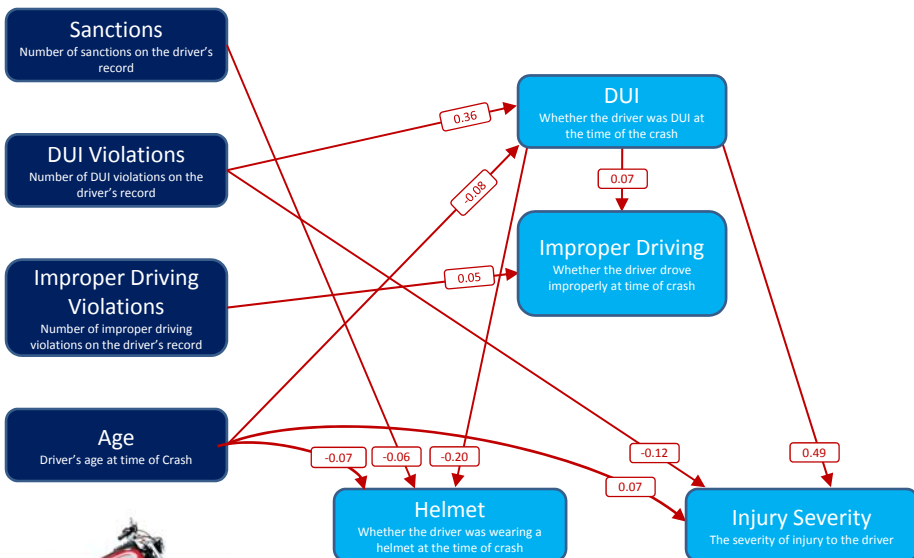 Sanctions
Number of sanctions on the driver's
record
DUI Violations
Number of DUI violations on the
driver's record
Improper Driving
Violations
Number of improper driving
violations on the driver's record
Age
Driver's age at time of Crash
DUI
Whether the driver was DUI at
the time of the crash
Improper Driving
Whether the driver drove
improperly at time of crash
Helmet
Whether the driver was wearing a
helmet at the time of crash
Injury Severity
The severity of injury to the driver
0.36
-0.08
0.07
0.05
-0.07
-0.06
-0.20
-0.12
0.07
0.49